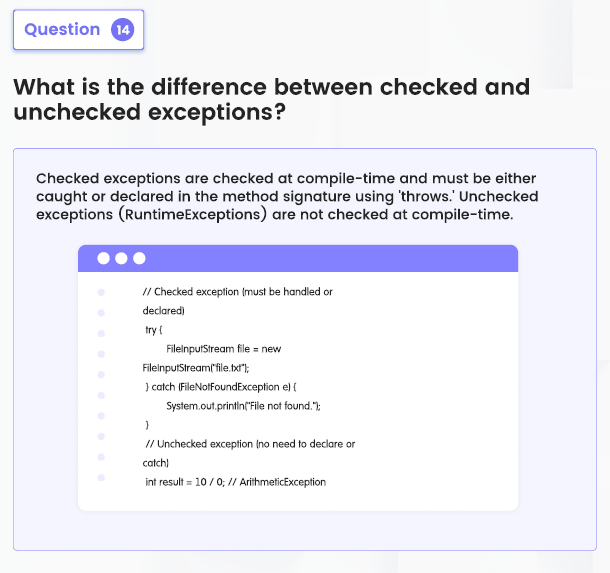 Question 14
What is the difference between checked and
unchecked exceptions?
Checked exceptions are checked at compile-time and must be either
caught or declared in the method signature using 'throws.' Unchecked
exceptions (RuntimeExceptions) are not checked at compile-time.
// Checked exception (must be handled or
declared)
try {
FileInputStream file = new
FileInputStream("file.txt");
} catch (FileNotFoundException e) {
System.out.println("File not found.");
}
// Unchecked exception (no need to declare or
catch)
int result = 10 / 0; // ArithmeticException